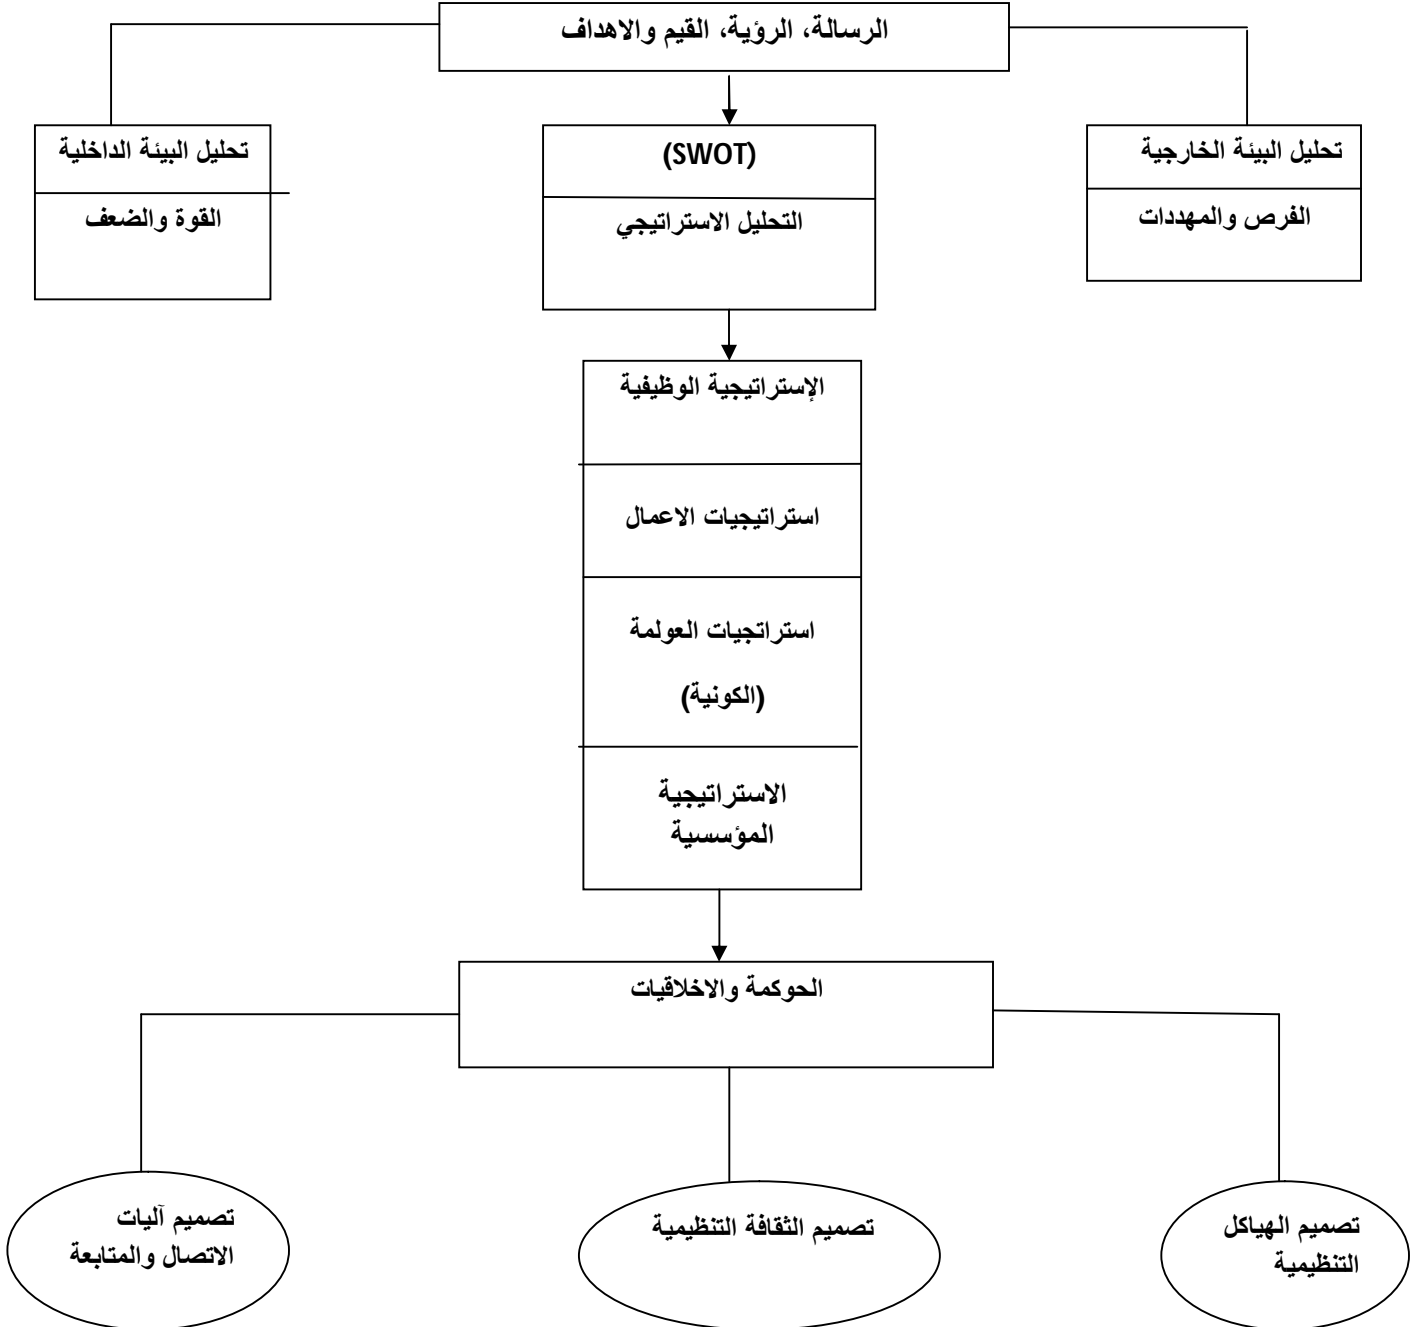 الرسالة، الرؤية، القيم والاهداف
تحليل البيئة الخارجية
الفرص والمهددات
(SWOT)
التحليل الاستراتيجي
تحليل البيئة الداخلية
القوة والضعف
الإستراتيجية الوظيفية
استراتيجيات الاعمال
استراتجيات العولمة
(الكونية)
الاستراتيجية
المؤسسية
الحوكمة والاخلاقيات
تصميم الهياكل
التنظيمية
تصميم الثقافة التنظيمية
تصميم آليات
الاتصال والمتابعة